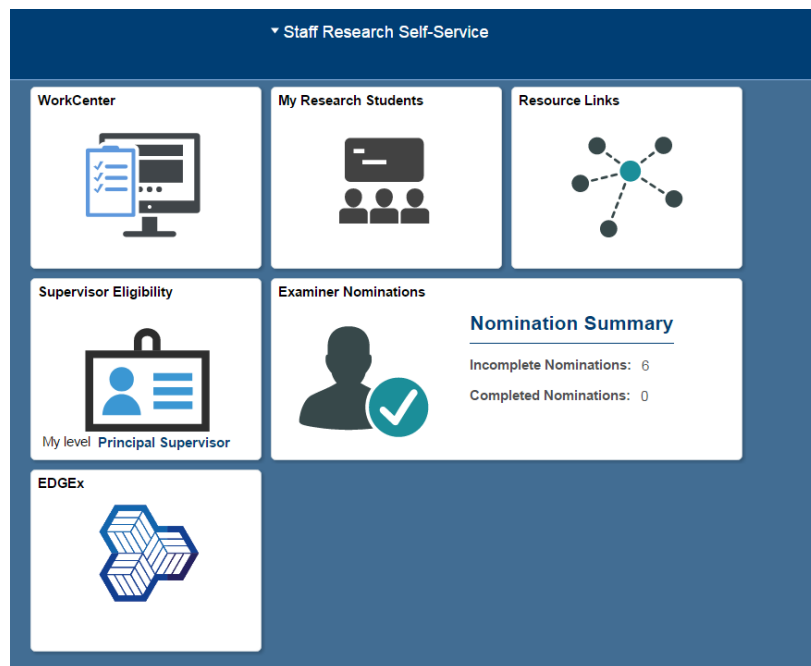 Staff Research Self-Service
WorkCenter
My Research Students
Resource Links
Supervisor Eligibility
My level Principal Supervisor
Examiner Nominations
Nomination Summary
Incomplete Nominations: 6
Completed Nominations: 0
EDGEx